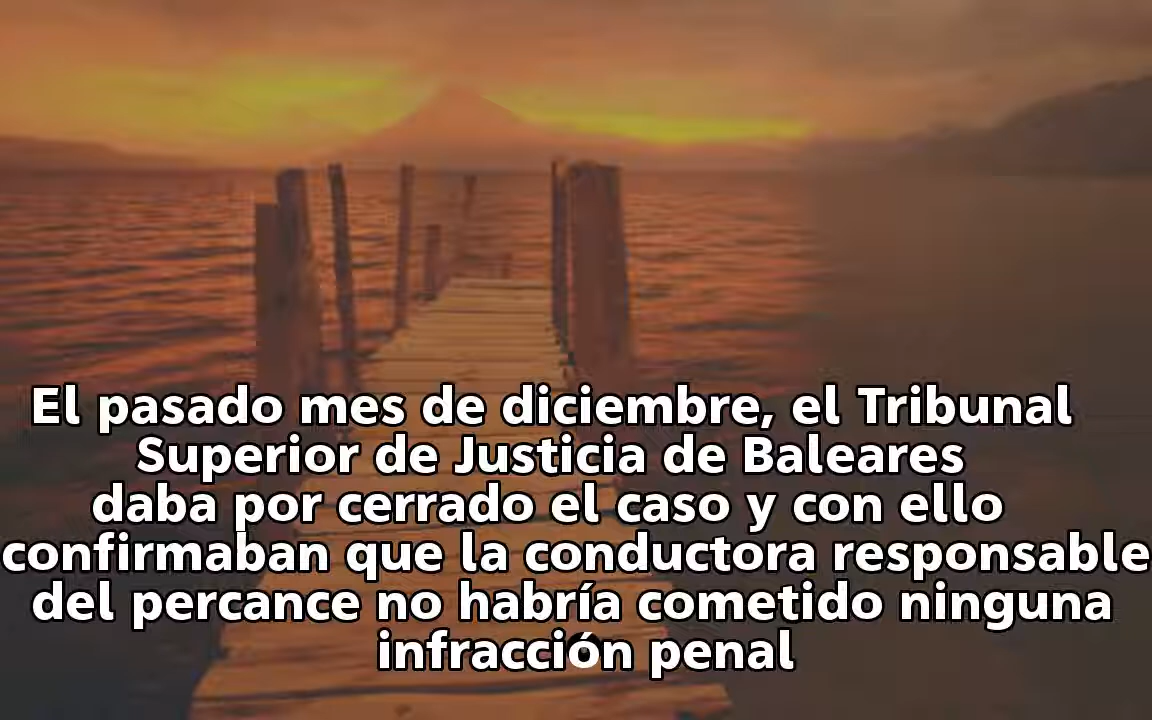 El pasado mes de diciembre, el Tribunal
Superior de Justicia de Baleares
daba por cerrado el caso y con ello
confirmaban que la conductora responsable
del percance no habría cometido ninguna
infracción penal